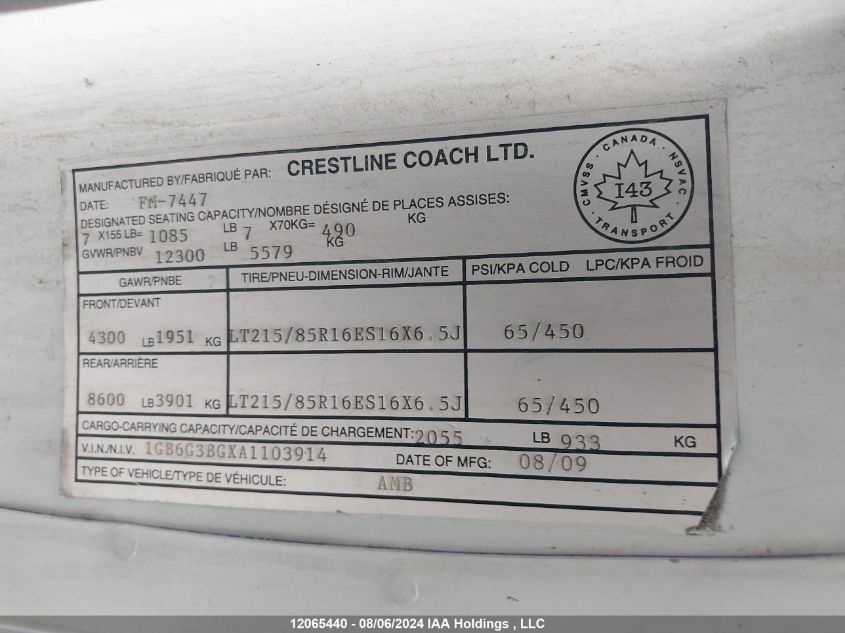 MANUFACTURED BY/FABRIQUÉ PAR: CRESTLINE COACH LTD.
DATE: FM-7447
DESIGNATED SEATING CAPACITY/NOMBRE DÉSIGNÉ DE PLACES ASSISES:
7 X155 LB= 1085 LB 7 X70KG= 490 KG
GVWR/PNBV 12300 LB 5579 KG
CMVSS · CANADA · NSVAC · TRANSPORT ·
143
GAWR/PNBE TIRE/PNEU-DIMENSION-RIM/JANTE PSI/KPA COLD LPC/KPA FROID
FRONT/DEVANT
4300 LB 1951 KG LT215/85R16ES16X6.5J 65/450
REAR/ARRIÈRE
8600 LB 3901 KG LT215/85R16ES16X6.5J 65/450
CARGO-CARRYING CAPACITY/CAPACITÉ DE CHARGEMENT: 2055 LB 933 KG
V.I.N./N.I.V. 1GB6G3BGXA1103914 DATE OF MFG: 08/09
TYPE OF VEHICLE/TYPE DE VÉHICULE: AMB
12065440 - 08/06/2024 IAA Holdings , LLC